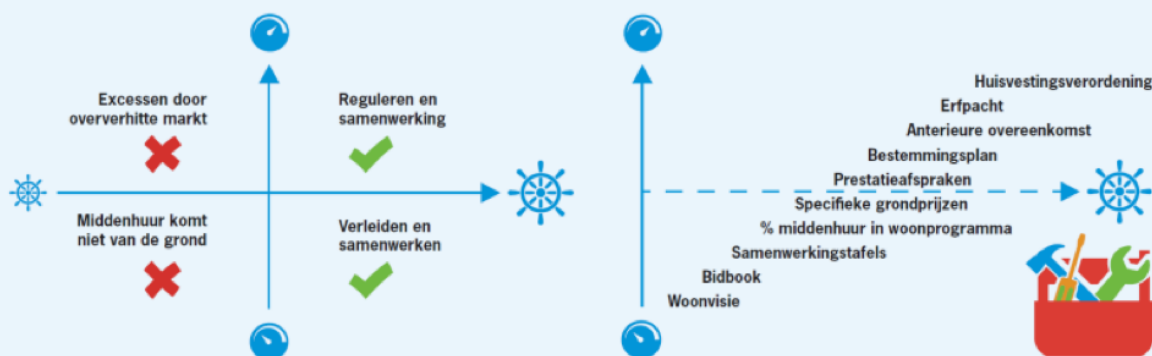 Excessen door
oververhitte markt
Reguleren en
samenwerking
Middenhuur komt
niet van de grond
Verleiden en
samenwerken
Huisvestingsverordening
Erfpacht
Anterieure overeenkomst
Bestemmingsplan
Prestatieafspraken
Specifieke grondprijzen
% middenhuur in woonprogramma
Samenwerkingstafels
Bidbook
Woonvisie